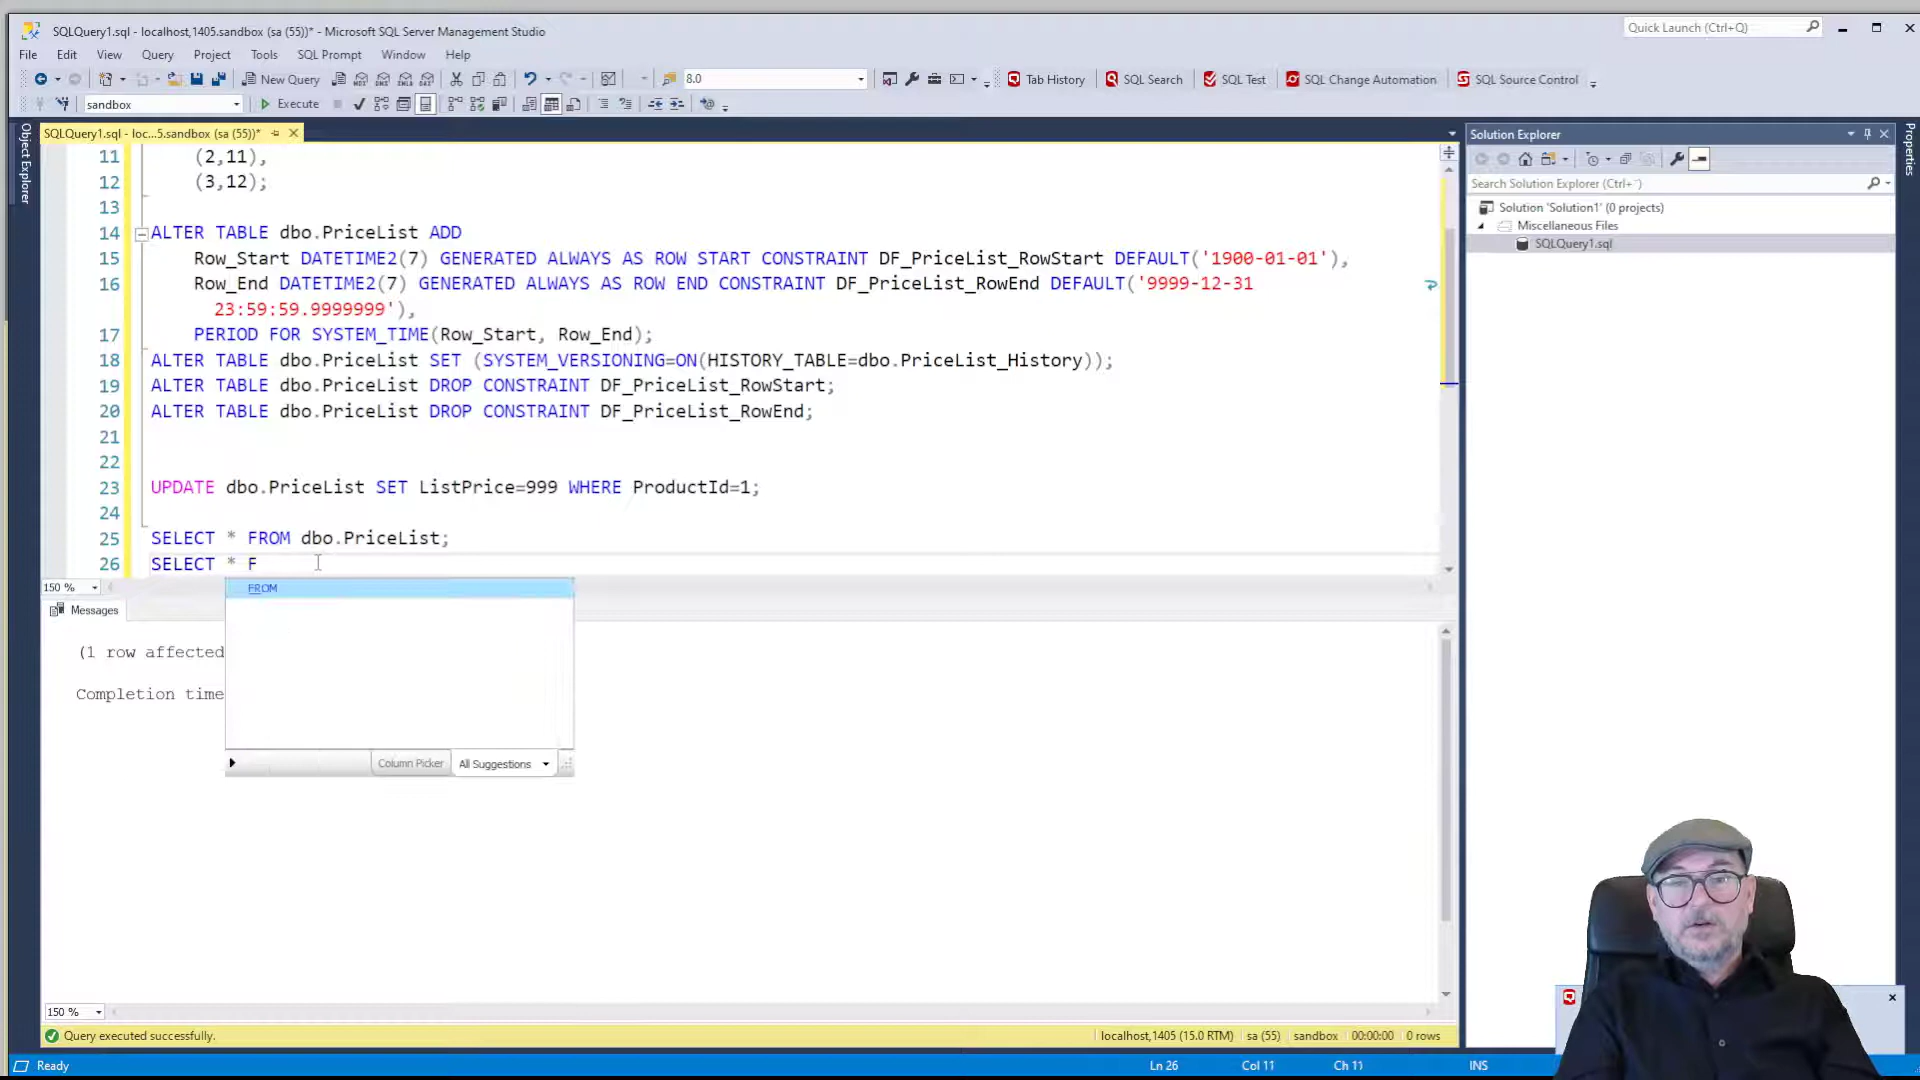 SQLQuery1.sql - localhost,1405.sandbox (sa (55))* - Microsoft SQL Server Management Studio
Quick Launch (Ctrl+Q)
File Edit View Query Project Tools SQL Prompt Window Help
New Query 8.0 Tab History SQL Search SQL Test SQL Change Automation SQL Source Control
sandbox Execute
Object Explorer
SQLQuery1.sql - loc...5.sandbox (sa (55))*
11 (2,11),
12 (3,12);
13
14 ALTER TABLE dbo.PriceList ADD
15 Row_Start DATETIME2(7) GENERATED ALWAYS AS ROW START CONSTRAINT DF_PriceList_RowStart DEFAULT('1900-01-01'),
16 Row_End DATETIME2(7) GENERATED ALWAYS AS ROW END CONSTRAINT DF_PriceList_RowEnd DEFAULT('9999-12-31
23:59:59.9999999'),
17 PERIOD FOR SYSTEM_TIME(Row_Start, Row_End);
18 ALTER TABLE dbo.PriceList SET (SYSTEM_VERSIONING=ON(HISTORY_TABLE=dbo.PriceList_History));
19 ALTER TABLE dbo.PriceList DROP CONSTRAINT DF_PriceList_RowStart;
20 ALTER TABLE dbo.PriceList DROP CONSTRAINT DF_PriceList_RowEnd;
21
22
23 UPDATE dbo.PriceList SET ListPrice=999 WHERE ProductId=1;
24
25 SELECT * FROM dbo.PriceList;
26 SELECT * F
150 %
FROM
Column Picker All Suggestions
Messages
(1 row affected
Completion time
150 %
Query executed successfully.
localhost,1405 (15.0 RTM) sa (55) sandbox 00:00:00 0 rows
Ready
Ln 26 Col 11 Ch 11 INS
Solution Explorer
Search Solution Explorer (Ctrl+')
Solution 'Solution1' (0 projects)
Miscellaneous Files
SQLQuery1.sql
Properties